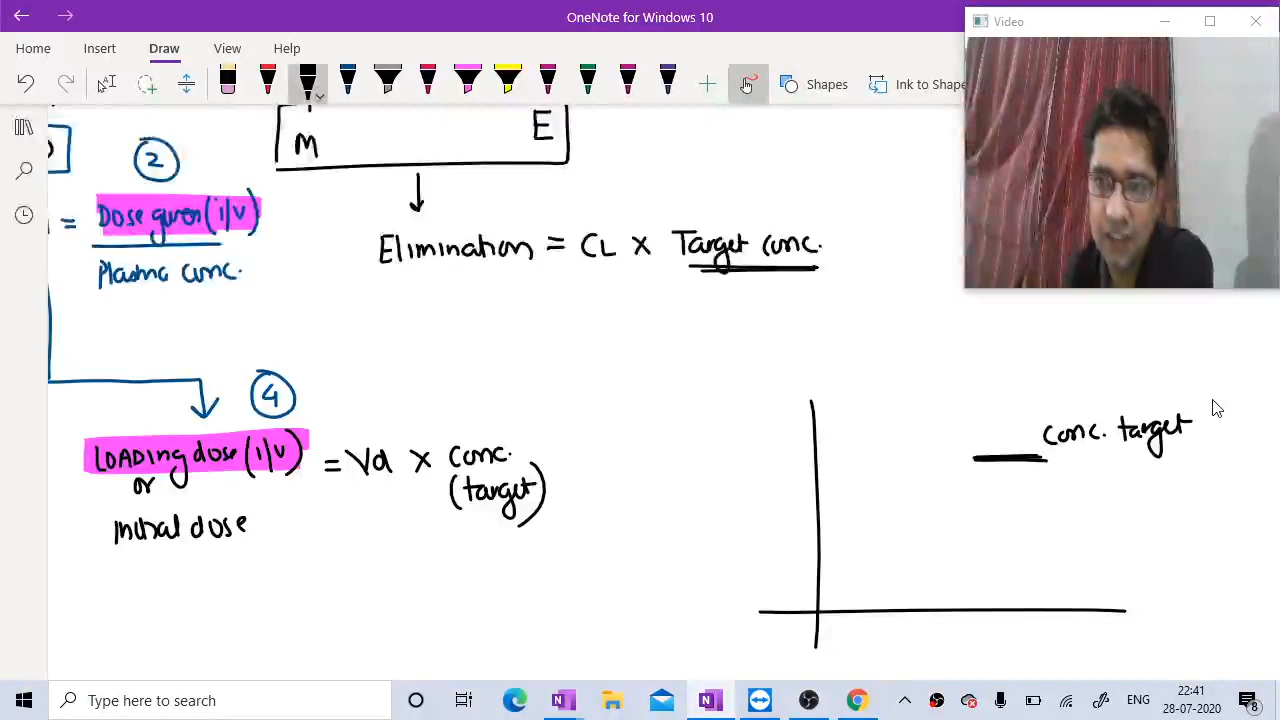 OneNote for Windows 10
Video
Home Insert Draw View Help
Shapes
Ink to Shape
M E
2
= Dose given (i/v)
Plasma conc.
Elimination = CL x Target conc.
4
LOADing dose (i/v) = Vd x conc. (target)
or
initial dose
conc. target
Type here to search
ENG
22:41
28-07-2020
8